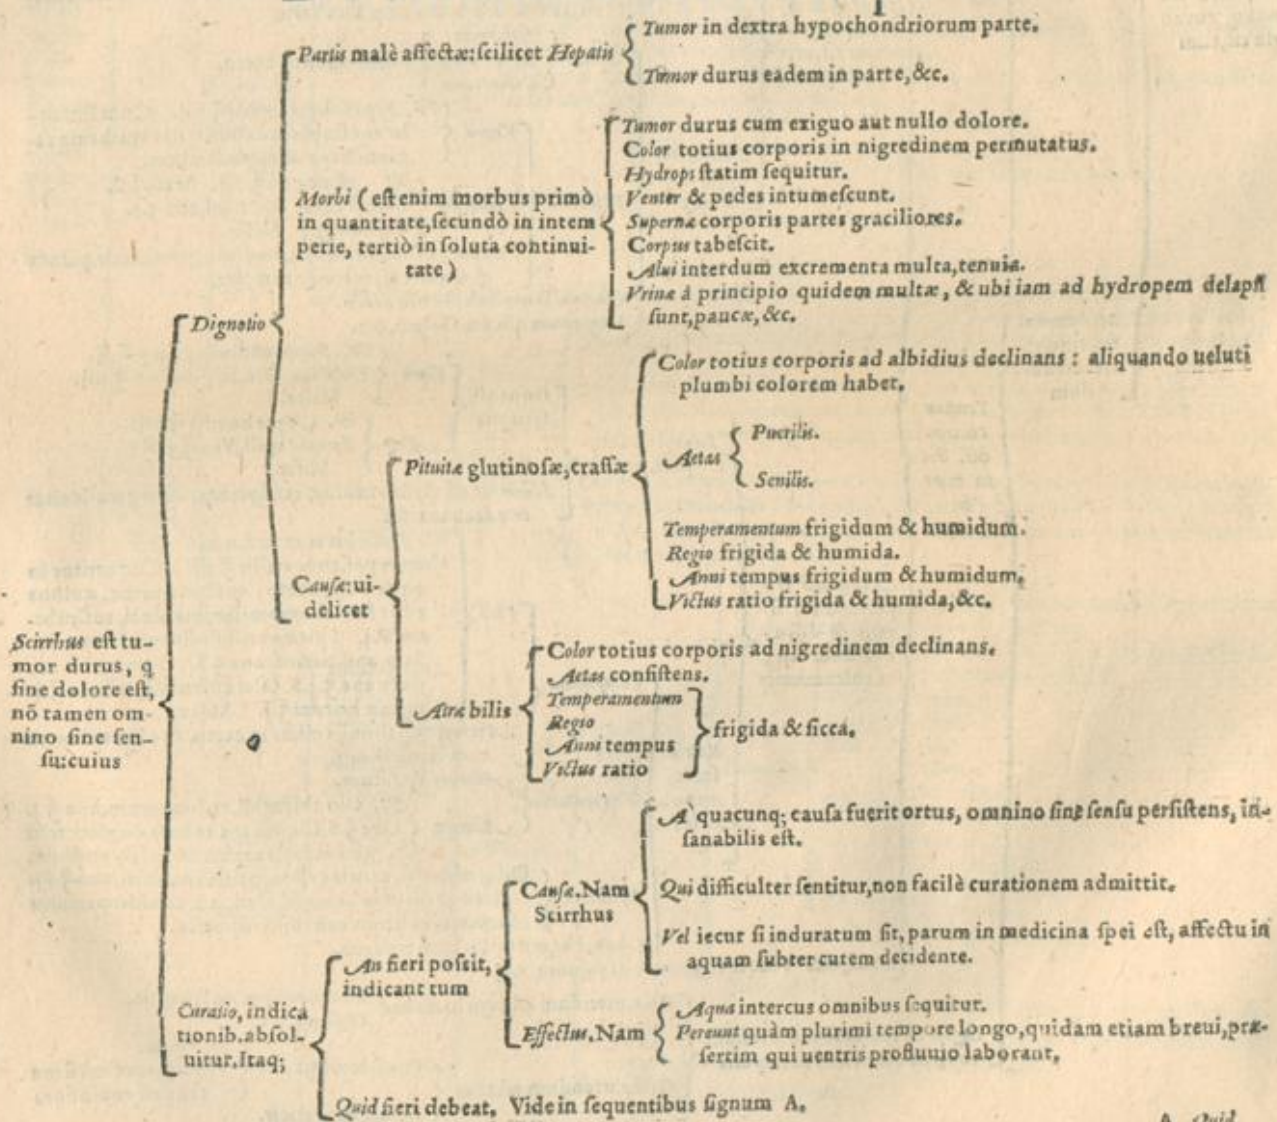 Partis malè affectæ: scilicet Hepatis
Tumor in dextra hypochondriorum parte.
Tumor durus eadem in parte, &c.
Morbi ( est enim morbus primò
in quantitate, secundò in intem
perie, tertiò in soluta continui-
tate )
Tumor durus cum exiguo aut nullo dolore.
Color totius corporis in nigredinem permutatus.
Hydrops statim sequitur.
Venter & pedes intumescunt.
Supernæ corporis partes graciliores.
Corpus tabescit.
Alui interdum excrementa multa, tenuia.
Vrinæ à principio quidem multæ, & ubi iam ad hydropem delapsi
sunt, paucæ, &c.
Dignotio
Color totius corporis ad albidius declinans : aliquando ueluti
plumbi colorem habet.
Pituitæ glutinosæ, crassæ
Aetas
Puerilis.
Senilis.
Temperamentum frigidum & humidum.
Regio frigida & humida.
Anni tempus frigidum & humidum.
Victus ratio frigida & humida, &c.
Causæ: ui-
delicet
Scirrhus est tu-
mor durus, q
sine dolore est,
nō tamen om-
nino sine sen-
su: cuius
Atræ bilis
Color totius corporis ad nigredinem declinans.
Aetas consistens.
Temperamentum
Regio
Anni tempus
Victus ratio
frigida & sicca.
A` quacunq; causa fuerit ortus, omnino sine sensu persistens, in-
sanabilis est.
Causæ. Nam
Scirrhus
Qui difficulter sentitur, non facilè curationem admittit.
Vel iecur si induratum sit, parum in medicina spei est, affectu in
aquam subter cutem decidente.
An fieri possit,
indicant tum
Curatio, indica
tionib. absol-
uitur. Itaq;
Effectus. Nam
Aqua intercus omnibus sequitur.
Pereunt quàm plurimi tempore longo, quidam etiam breui, præ-
sertim qui uentris profluuio laborant.
Quid fieri debeat. Vide in sequentibus signum A.
A Quid